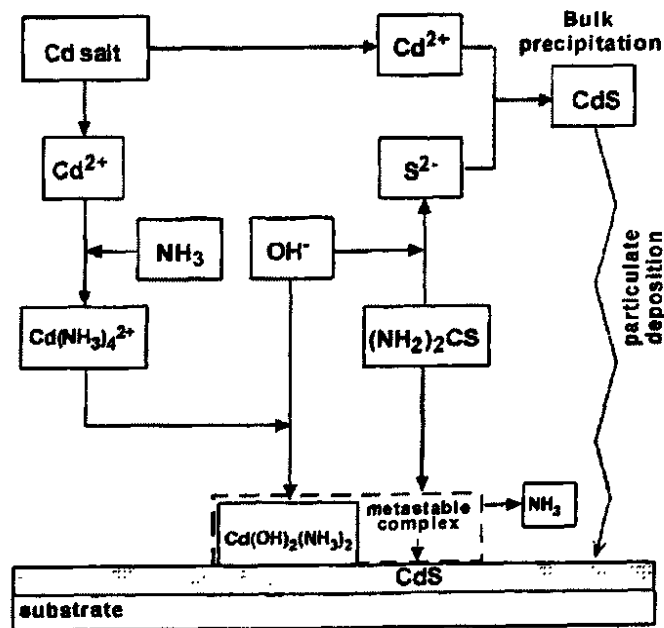 Bulk
precipitation
Cd salt
Cd²⁺
CdS
Cd²⁺
S²⁻
NH₃
OH⁻
particulate
deposition
Cd(NH₃)₄²⁺
(NH₂)₂CS
metastable
complex
NH₃
Cd(OH)₂(NH₃)₂
CdS
substrate